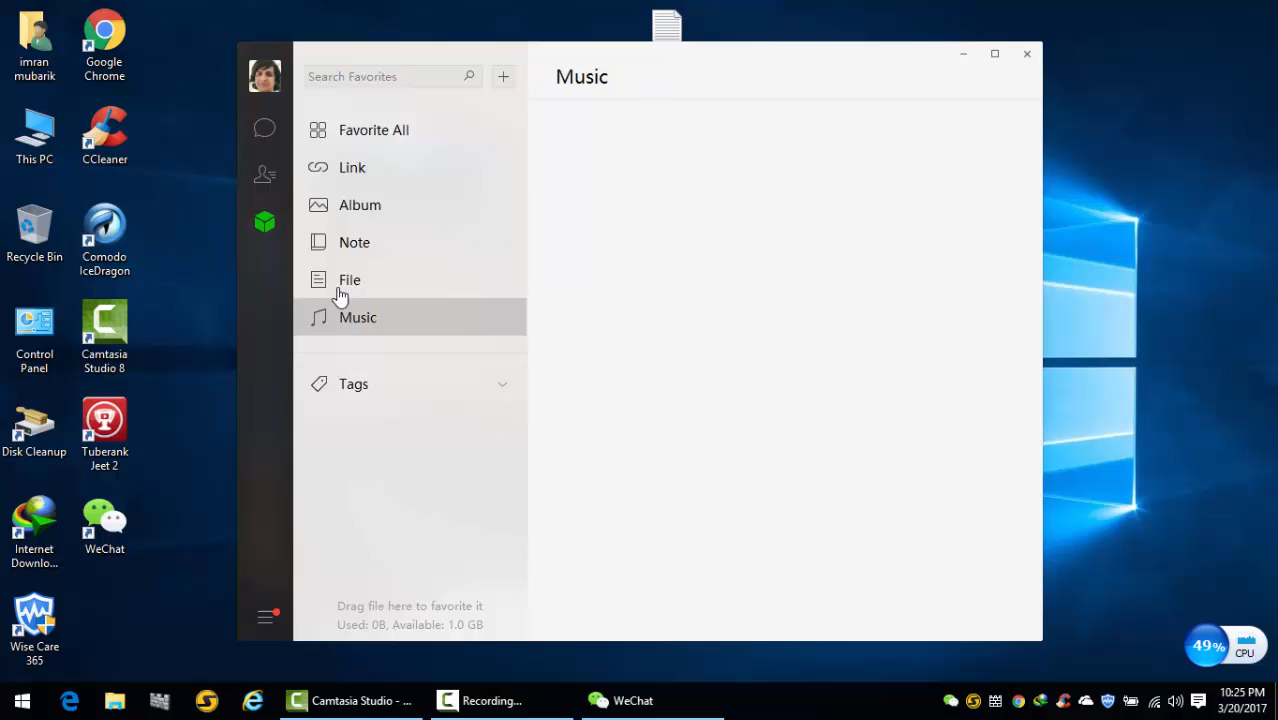 imran
mubarik
Google
Chrome
This PC
CCleaner
Recycle Bin
Comodo
IceDragon
Control
Panel
Camtasia
Studio 8
Disk Cleanup
Tuberank
Jeet 2
Internet
Downlo...
WeChat
Wise Care
365
Search Favorites
Favorite All
Link
Album
Note
File
Music
Tags
Drag file here to favorite it
Used: 0B, Available: 1.0 GB
Music
49%
CPU
Camtasia Studio - ...
Recording...
WeChat
10:25 PM
3/20/2017